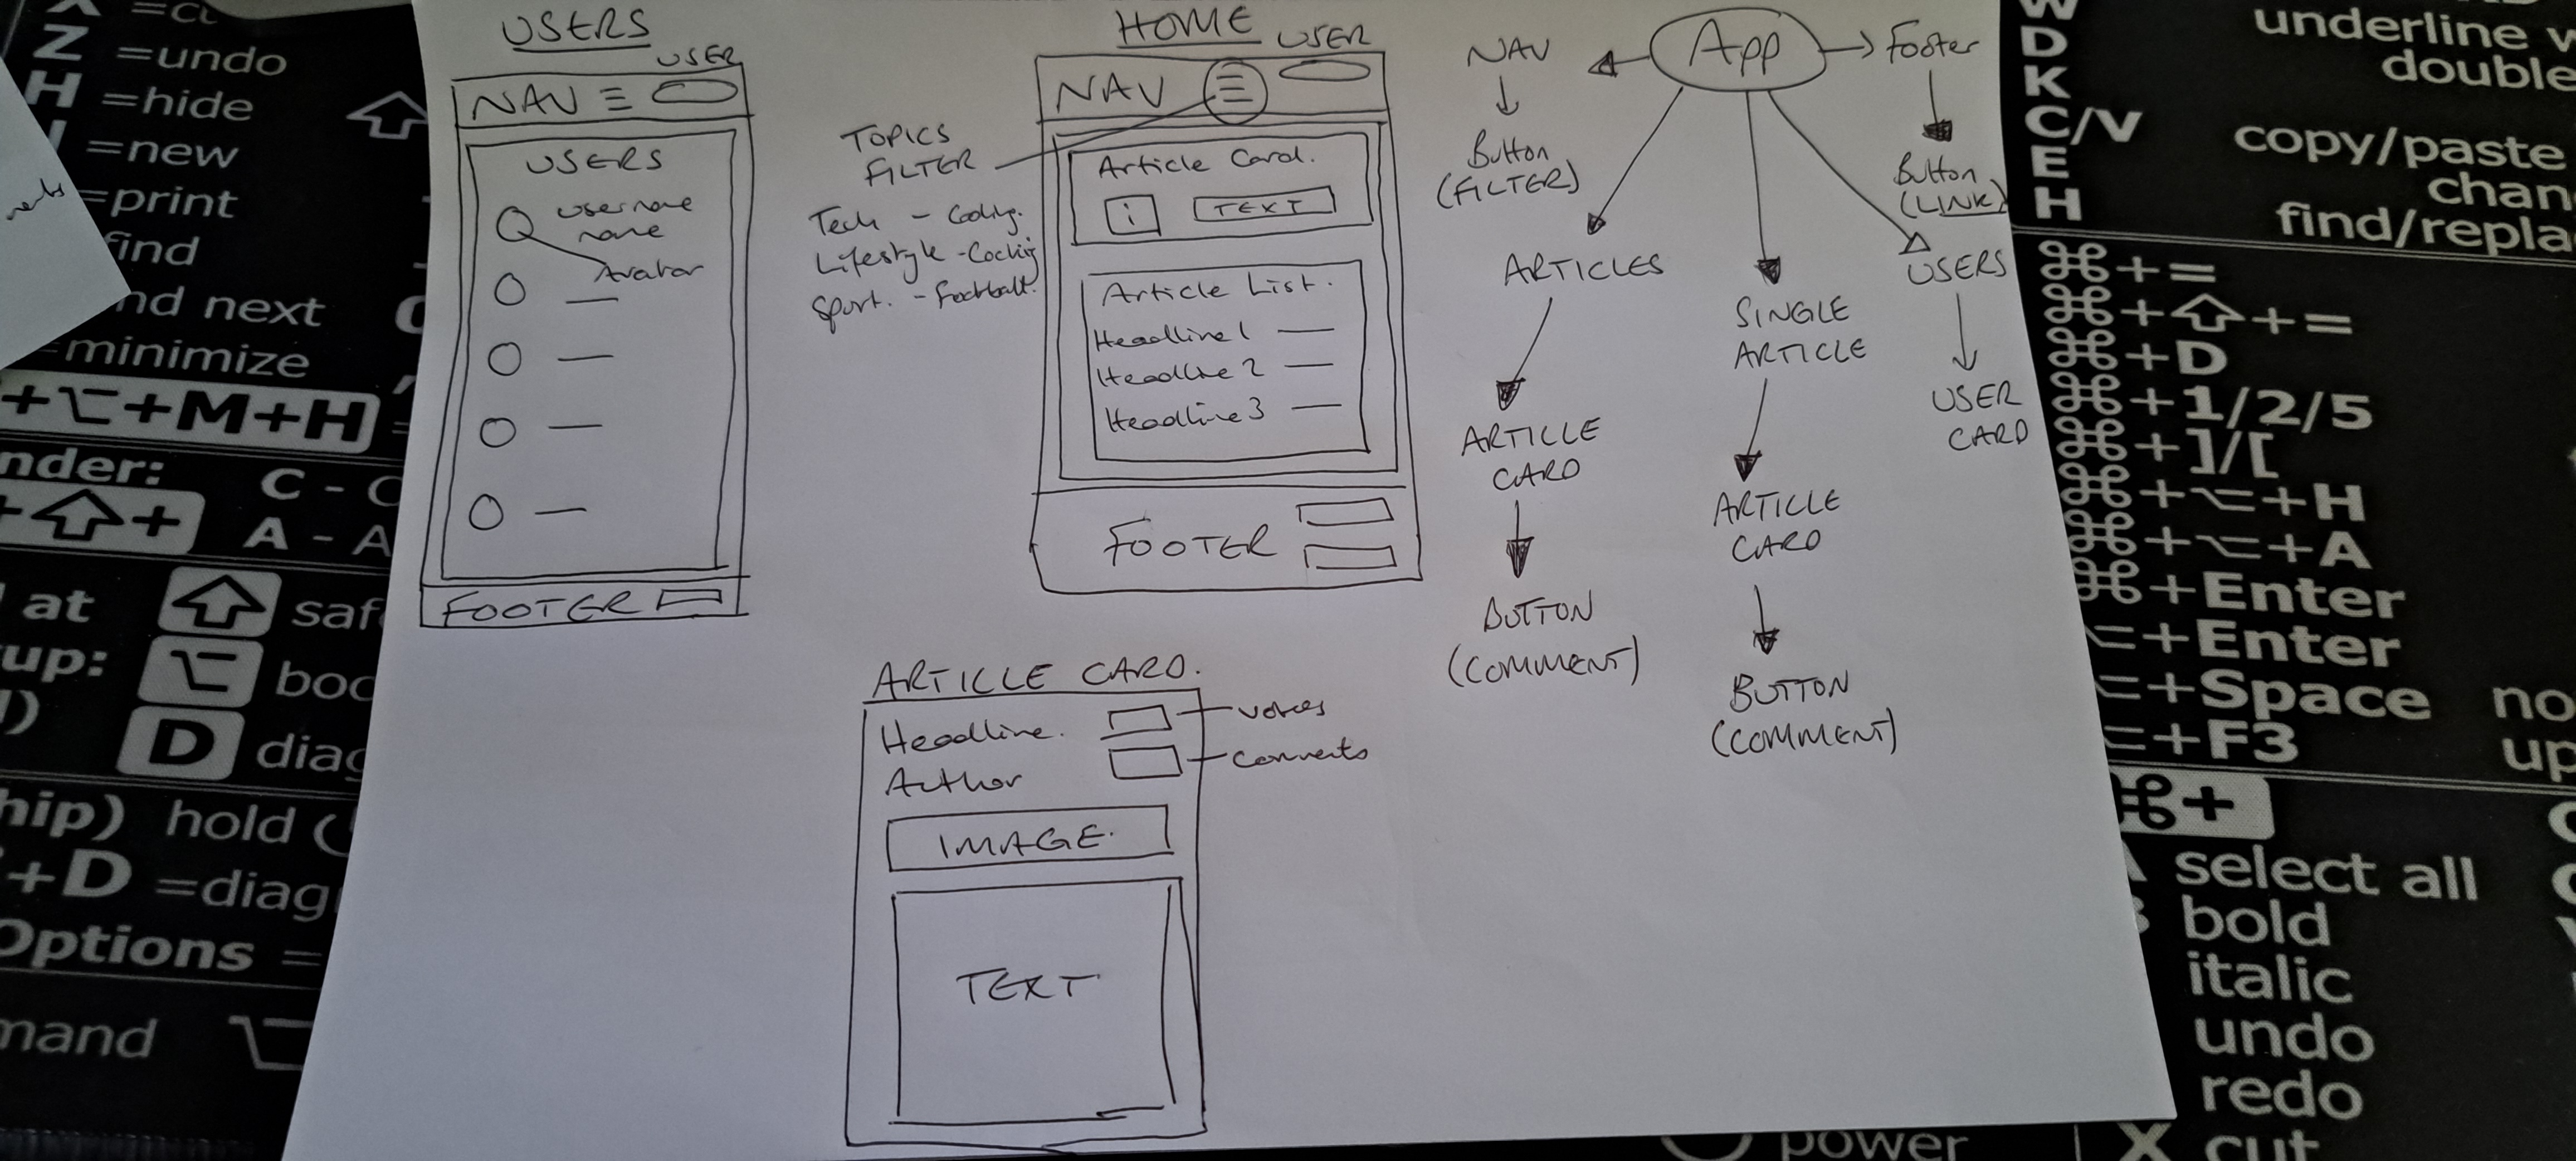 USERS
USER
NAV
USERS
username
name
Avatar
FOOTER
HOME
USER
NAV
TOPICS
FILTER
Tech - Coding.
Lifestyle - Cocking
Sport. - Football.
Article Card.
i
TEXT
Article List.
Headline 1
Headline 2
Headline 3
FOOTER
ARTICLE CARD.
Headline.
votes
Author
comments
IMAGE.
TEXT
App
NAV
Button
(FILTER)
Footer
Button
(LINK)
ARTICLES
ARTICLE
CARD
BUTTON
(COMMENT)
SINGLE
ARTICLE
ARTICLE
CARD
BUTTON
(COMMENT)
USERS
USER
CARD
Z =undo
H =hide
=new
=print
find
nd next
minimize
+⌥+M+H =
nder: C - C
+⇧+ A - A
at ⇧ saf
up: ⌥ boo
D diag
hip) hold (
+D =diag
Options =
mand ⌥
W underline w
D double
K
C/V copy/paste
E chan
H find/repla
⌘+=
⌘+⇧+=
⌘+D
⌘+1/2/5
⌘+]/[
⌘+⌥+H
⌘+⌥+A
⌘+Enter
⌥+Enter
⌥+Space no
⌥+F3 up
⌘+
A select all
B bold
italic
undo
redo
X cut
power